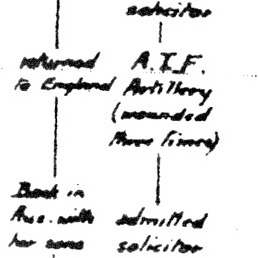 solicitor
returned
to England
A.I.F.
Artillery
(wounded
three times)
Back in
Aus. with
her sons
admitted
solicitor